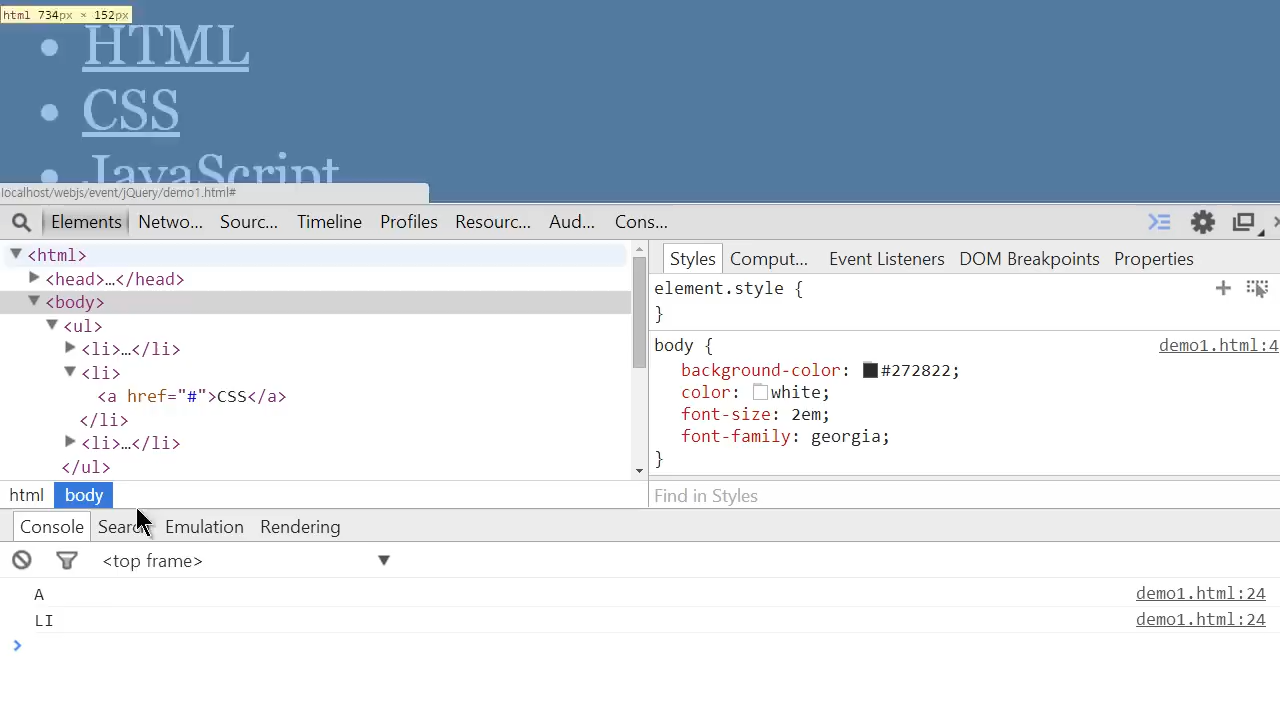 html 734px × 152px
HTML
CSS
JavaScript
localhost/webjs/event/jQuery/demo1.html#
Elements Netwo... Sourc... Timeline Profiles Resourc... Aud... Cons...
<html>
<head>…</head>
<body>
<ul>
<li>…</li>
<li>
<a href="#">CSS</a>
</li>
<li>…</li>
</ul>
html body
Styles Comput... Event Listeners DOM Breakpoints Properties
element.style {
}
body { demo1.html:4
background-color: #272822;
color: white;
font-size: 2em;
font-family: georgia;
}
Find in Styles
Console Search Emulation Rendering
<top frame>
A demo1.html:24
LI demo1.html:24